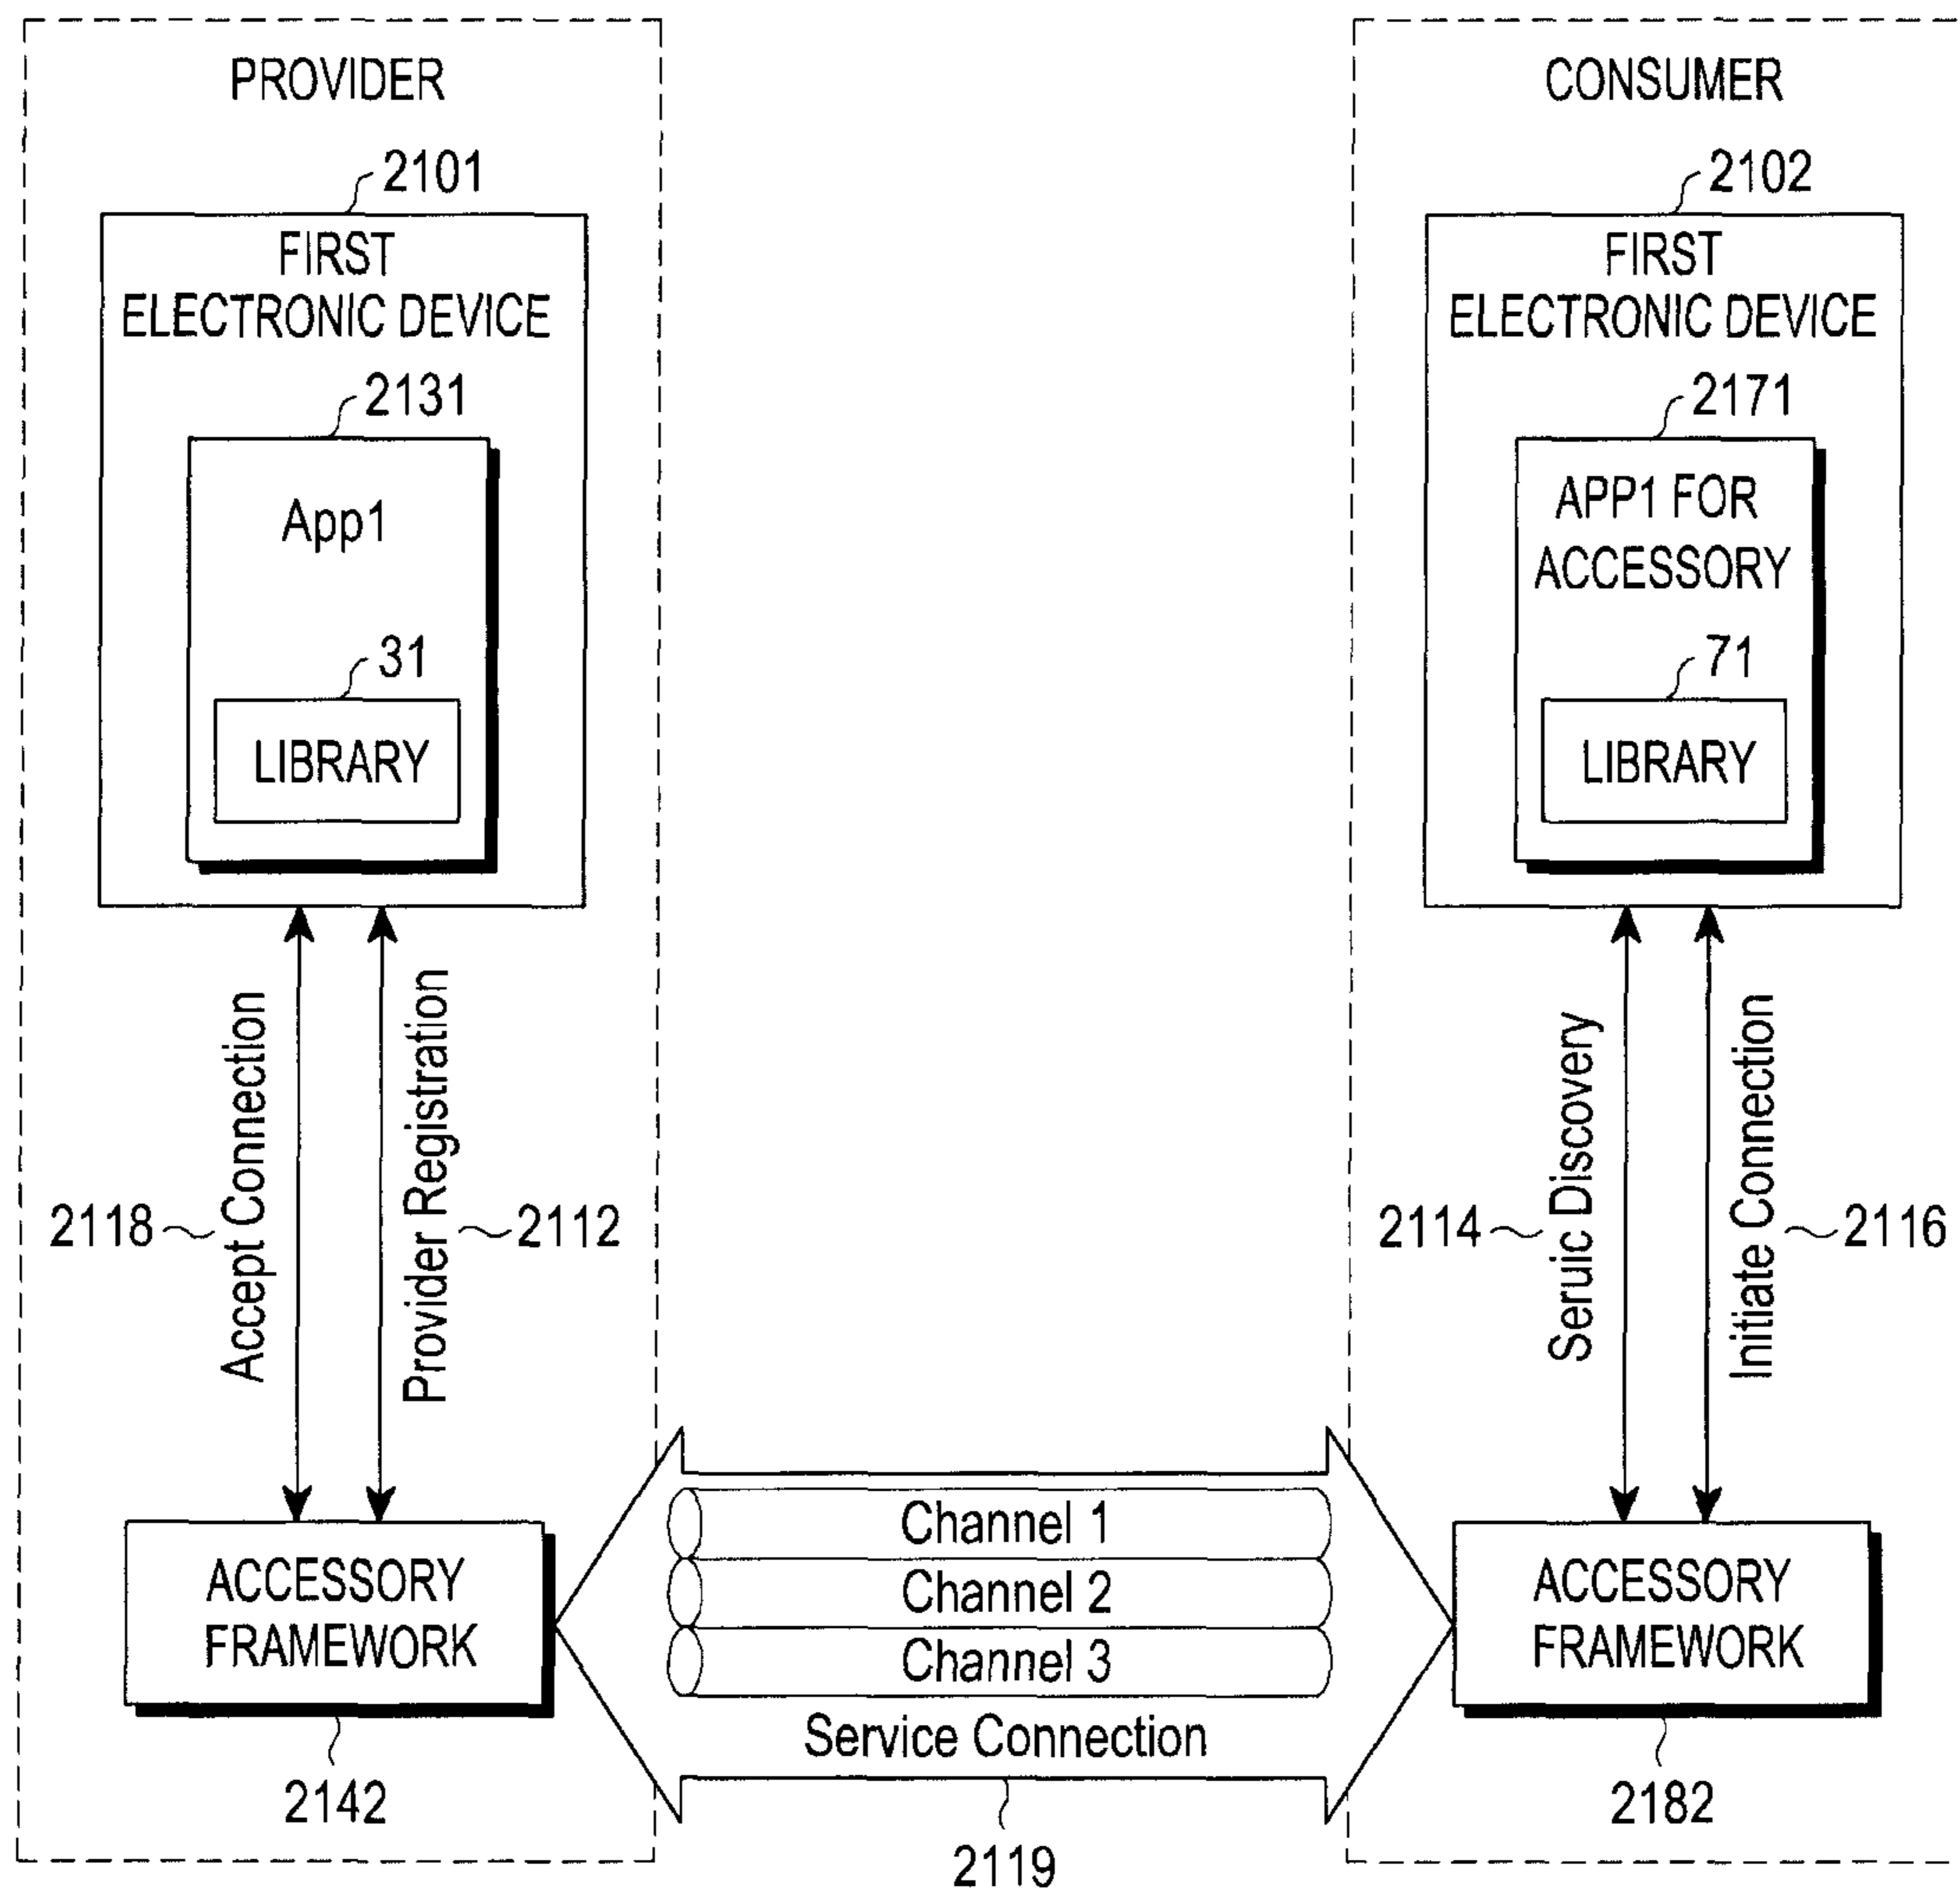 PROVIDER
2101
FIRST
ELECTRONIC DEVICE
2131
App1
31
LIBRARY
2118
Accept Connection
Provider Registration
2112
ACCESSORY
FRAMEWORK
2142
Channel 1
Channel 2
Channel 3
Service Connection
2119
CONSUMER
2102
FIRST
ELECTRONIC DEVICE
2171
APP1 FOR
ACCESSORY
71
LIBRARY
2114
Seruic Discovery
Initiate Connection
2116
ACCESSORY
FRAMEWORK
2182